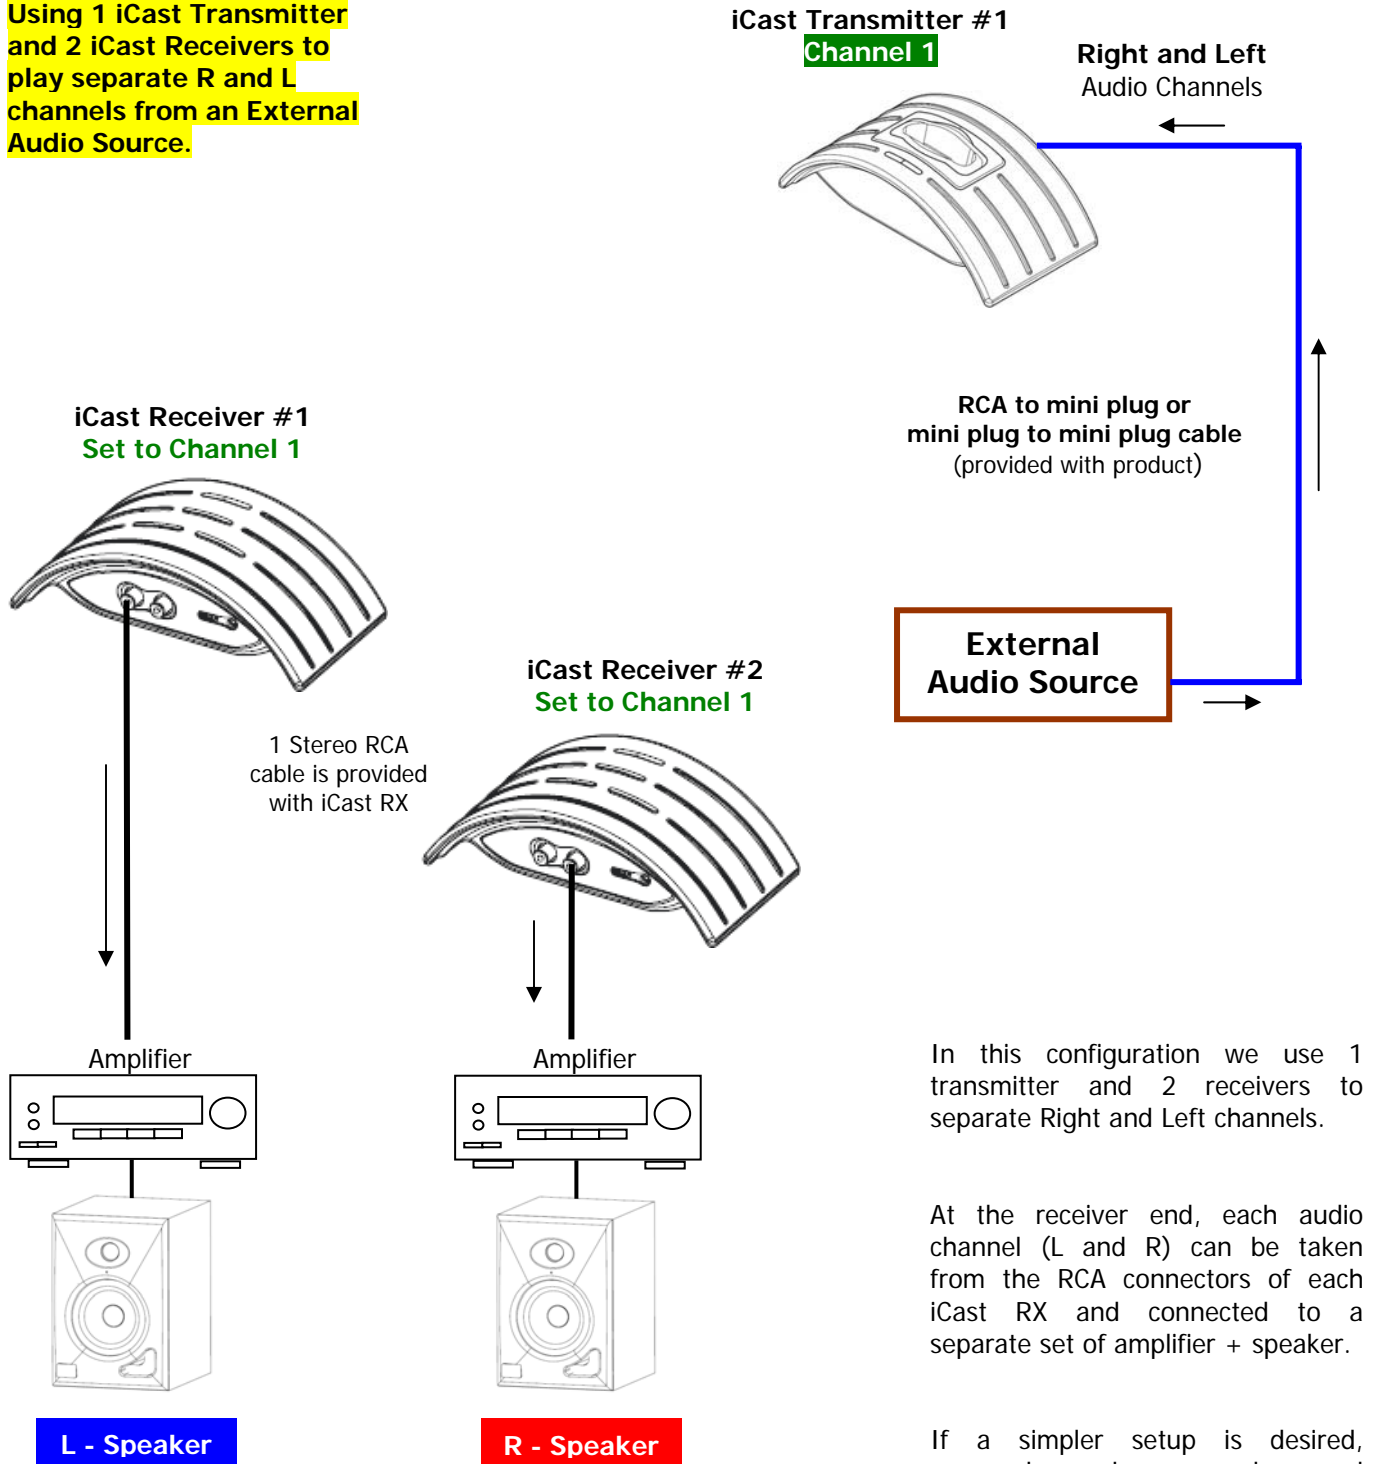 Using 1 iCast Transmitter
and 2 iCast Receivers to
play separate R and L
channels from an External
Audio Source.
iCast Transmitter #1
Channel 1
Right and Left
Audio Channels
RCA to mini plug or
mini plug to mini plug cable
(provided with product)
iCast Receiver #1
Set to Channel 1
External
Audio Source
iCast Receiver #2
Set to Channel 1
1 Stereo RCA
cable is provided
with iCast RX
Amplifier
Amplifier
In this configuration we use 1
transmitter and 2 receivers to
separate Right and Left channels.
At the receiver end, each audio
channel (L and R) can be taken
from the RCA connectors of each
iCast RX and connected to a
separate set of amplifier + speaker.
L - Speaker
R - Speaker
If a simpler setup is desired,